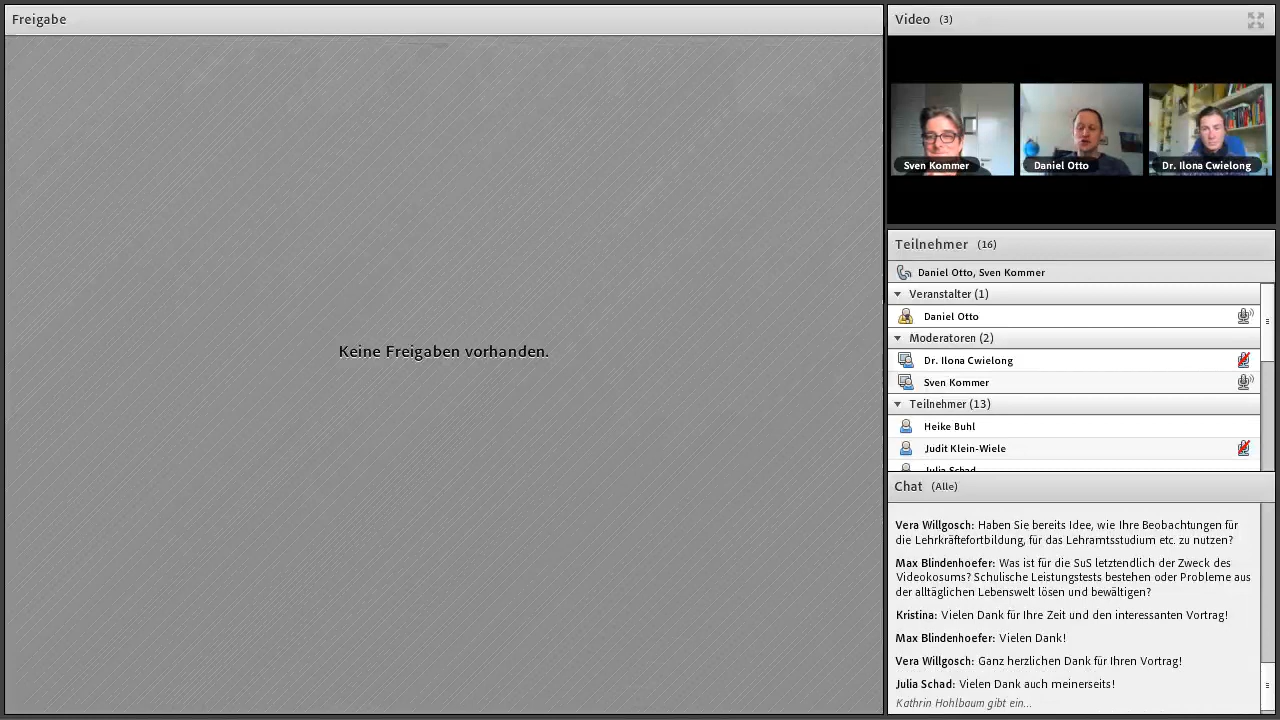 Freigabe
Keine Freigaben vorhanden.
Video (3)
Sven Kommer
Daniel Otto
Dr. Ilona Cwielong
Teilnehmer (16)
Daniel Otto, Sven Kommer
Veranstalter (1)
Daniel Otto
Moderatoren (2)
Dr. Ilona Cwielong
Sven Kommer
Teilnehmer (13)
Heike Buhl
Judit Klein-Wiele
Julia Schad
Chat (Alle)
Vera Willgosch: Haben Sie bereits Idee, wie Ihre Beobachtungen für
die Lehrkräftefortbildung, für das Lehramtsstudium etc. zu nutzen?
Max Blindenhoefer: Was ist für die SuS letztendlich der Zweck des
Videokosums? Schulische Leistungstests bestehen oder Probleme aus
der alltäglichen Lebenswelt lösen und bewältigen?
Kristina: Vielen Dank für Ihre Zeit und den interessanten Vortrag!
Max Blindenhoefer: Vielen Dank!
Vera Willgosch: Ganz herzlichen Dank für Ihren Vortrag!
Julia Schad: Vielen Dank auch meinerseits!
Kathrin Hohlbaum gibt ein...